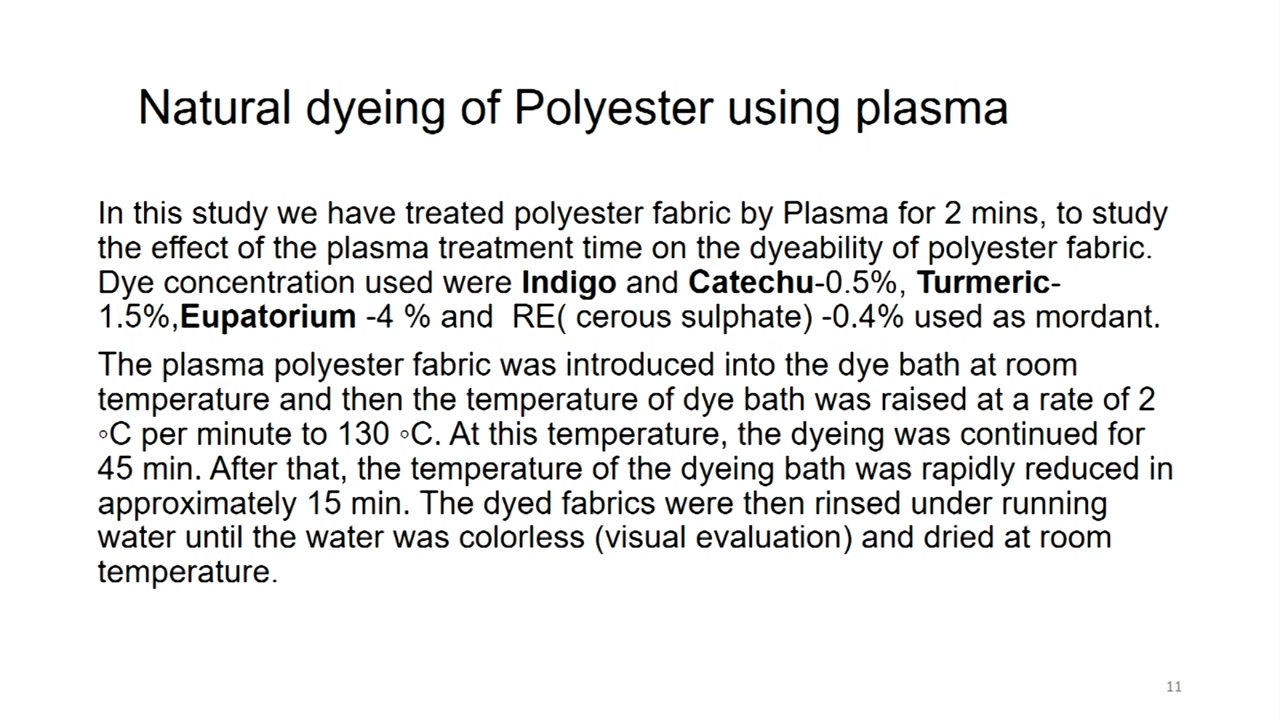 Natural dyeing of Polyester using plasma
In this study we have treated polyester fabric by Plasma for 2 mins, to study
the effect of the plasma treatment time on the dyeability of polyester fabric.
Dye concentration used were Indigo and Catechu-0.5%, Turmeric-
1.5%,Eupatorium -4 % and  RE( cerous sulphate) -0.4% used as mordant.
The plasma polyester fabric was introduced into the dye bath at room
temperature and then the temperature of dye bath was raised at a rate of 2
◦C per minute to 130 ◦C. At this temperature, the dyeing was continued for
45 min. After that, the temperature of the dyeing bath was rapidly reduced in
approximately 15 min. The dyed fabrics were then rinsed under running
water until the water was colorless (visual evaluation) and dried at room
temperature.
11